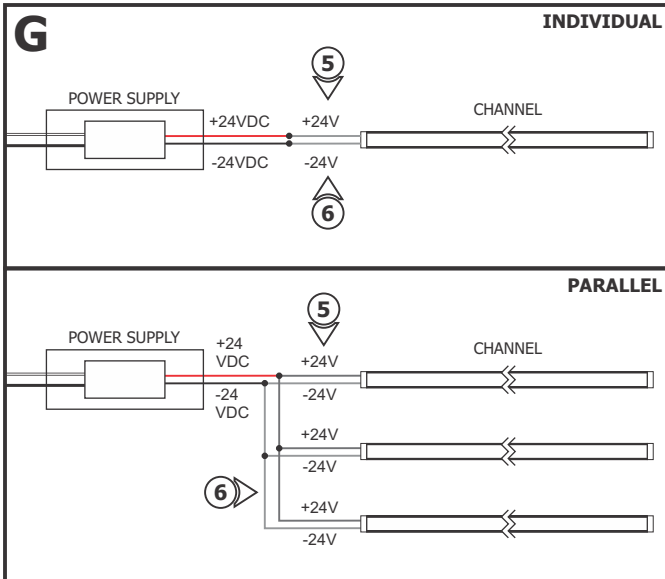 G
INDIVIDUAL
5
POWER SUPPLY
CHANNEL
+24VDC
+24V
-24VDC
-24V
6
PARALLEL
5
POWER SUPPLY
+24
VDC
CHANNEL
+24V
-24
VDC
-24V
+24V
-24V
6
+24V
-24V